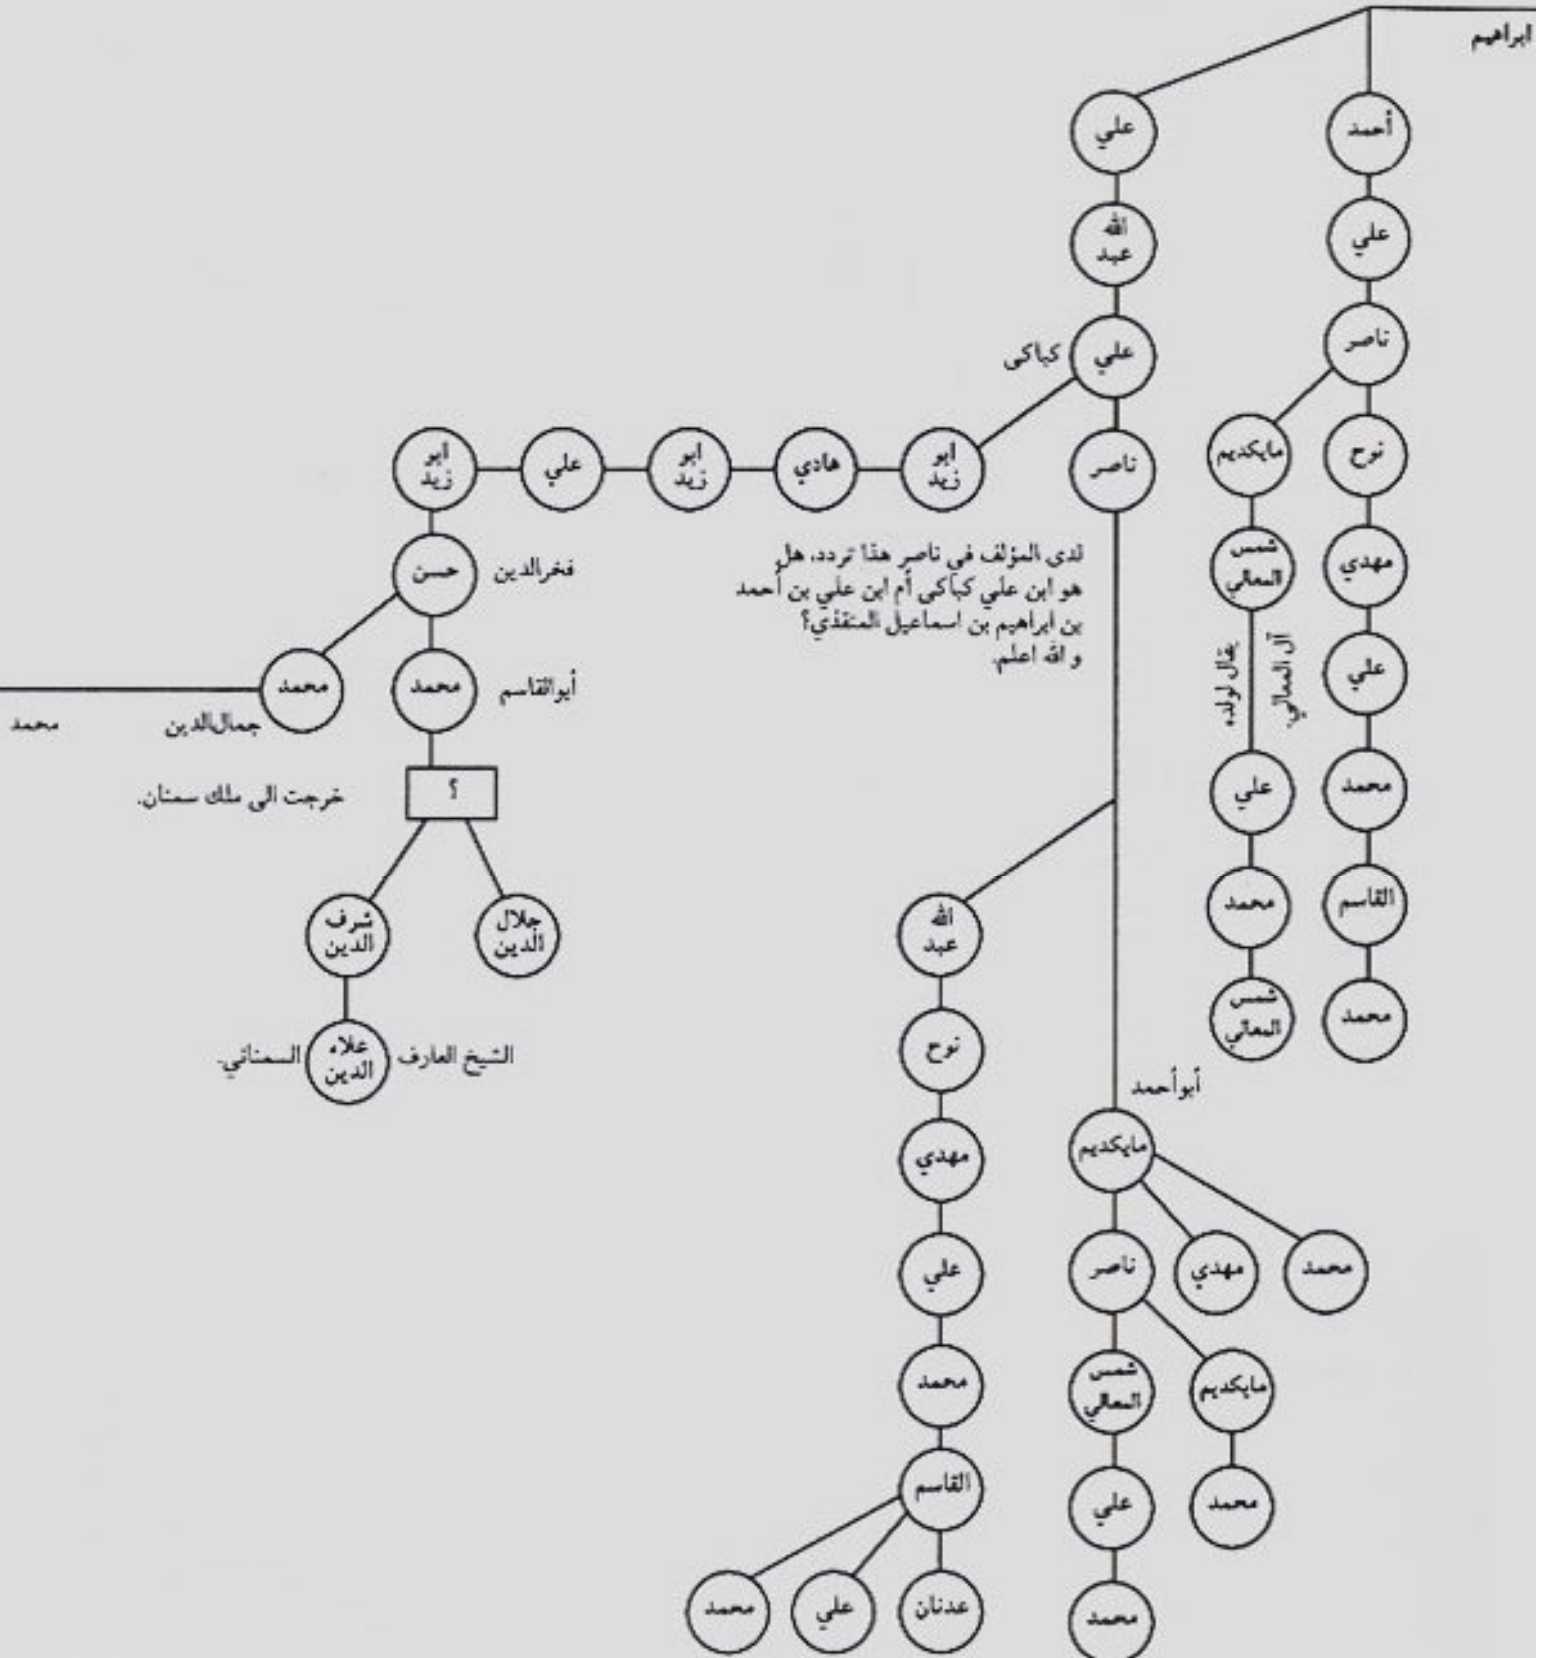 ابراهيم
أحمد
علي
ناصر
نوح
مهدي
علي
محمد
القاسم
محمد
مايكديم
شمس
المعالي
يقال لولده
آل المعالي.
علي
محمد
شمس
المعالي
علي
الله
عبد
علي
كباكى
ناصر
ابو
زيد
هادي
ابو
زيد
علي
ابو
زيد
حسن
فخرالدين
محمد
أبوالقاسم
محمد
جمال‌الدين
محمد
؟
خرجت الى ملك سمنان.
جلال
الدين
شرف
الدين
الشيخ العارف
علاء
الدين
السمناني.
لدى المؤلف في ناصر هذا تردد، هل
هو ابن علي كباكى أم ابن علي بن أحمد
بن ابراهيم بن اسماعيل المنقذي؟
و الله اعلم.
الله
عبد
نوح
مهدي
علي
محمد
القاسم
عدنان
علي
محمد
أبوأحمد
مايكديم
محمد
مهدي
ناصر
مايكديم
محمد
شمس
المعالي
علي
محمد